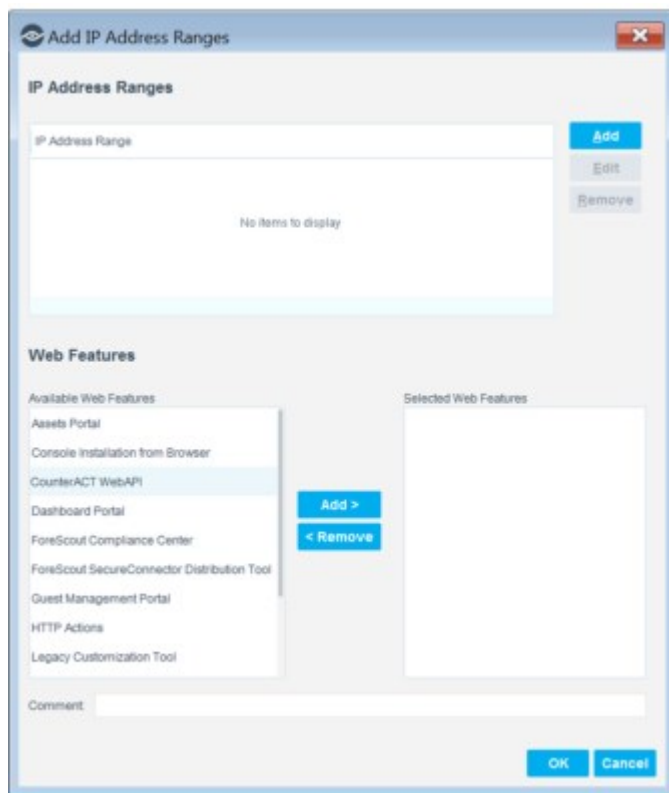 Add IP Address Ranges
IP Address Ranges
IP Address Range
Add
Edit
Remove
No items to display
Web Features
Available Web Features
Selected Web Features
Assets Portal
Console Installation from Browser
CounterACT WebAPI
Dashboard Portal
ForeScout Compliance Center
ForeScout SecureConnector Distribution Tool
Guest Management Portal
HTTP Actions
Legacy Customization Tool
Add >
< Remove
Comment
OK
Cancel